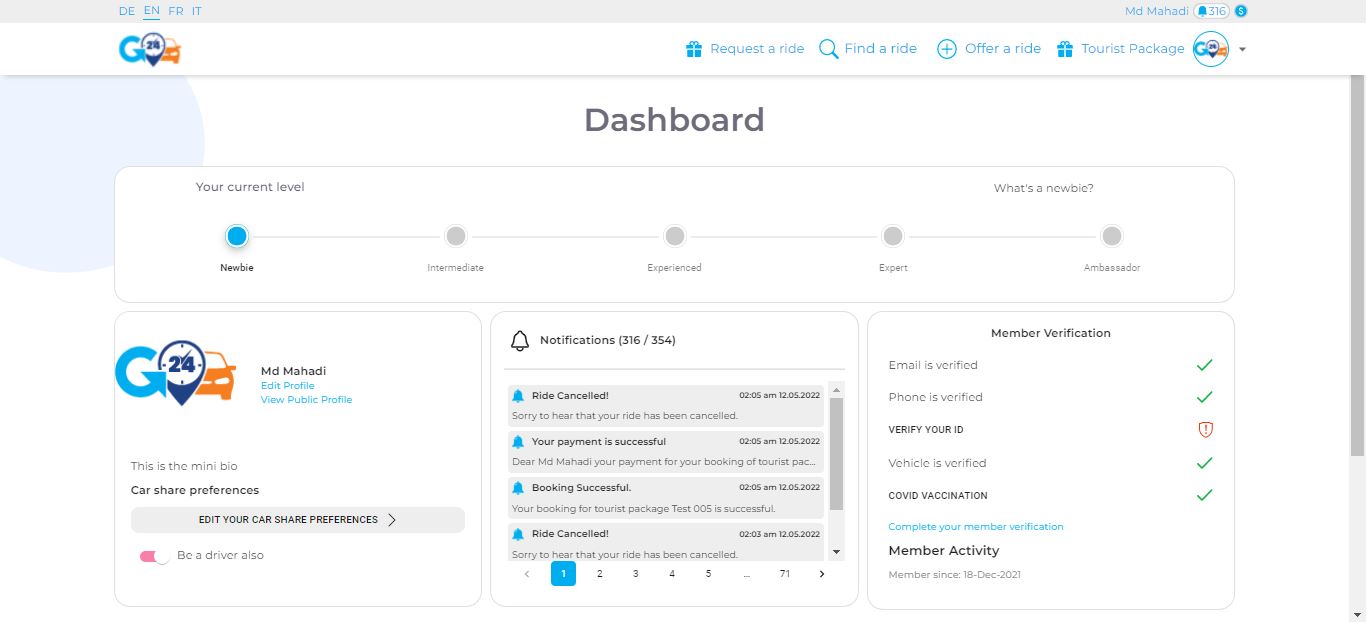 DE EN FR IT
Md Mahadi 316 $
GO 24
Request a ride Find a ride Offer a ride Tourist Package GO 24
Dashboard
Your current level
What's a newbie?
Newbie Intermediate Experienced Expert Ambassador
GO 24
Md Mahadi
Edit Profile
View Public Profile
This is the mini bio
Car share preferences
EDIT YOUR CAR SHARE PREFERENCES
Be a driver also
Notifications (316 / 354)
Ride Cancelled! 02:05 am 12.05.2022
Sorry to hear that your ride has been cancelled.
Your payment is successful 02:05 am 12.05.2022
Dear Md Mahadi your payment for your booking of tourist pac...
Booking Successful. 02:05 am 12.05.2022
Your booking for tourist package Test 005 is successful.
Ride Cancelled! 02:03 am 12.05.2022
Sorry to hear that your ride has been cancelled.
< 1 2 3 4 5 ... 71 >
Member Verification
Email is verified
Phone is verified
VERIFY YOUR ID
Vehicle is verified
COVID VACCINATION
Complete your member verification
Member Activity
Member since: 18-Dec-2021